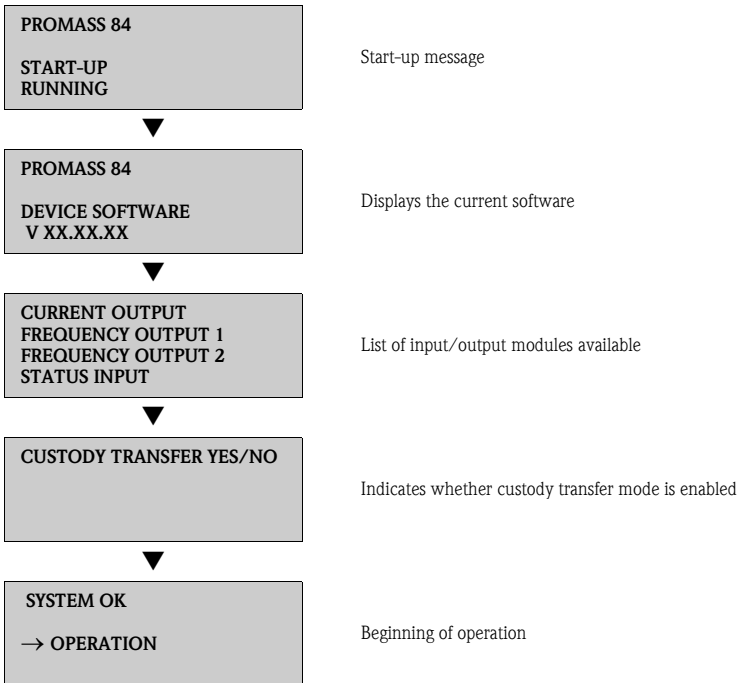 PROMASS 84
START-UP
RUNNING
Start-up message
▼
PROMASS 84
DEVICE SOFTWARE
V XX.XX.XX
Displays the current software
▼
CURRENT OUTPUT
FREQUENCY OUTPUT 1
FREQUENCY OUTPUT 2
STATUS INPUT
List of input/output modules available
▼
CUSTODY TRANSFER YES/NO
Indicates whether custody transfer mode is enabled
▼
SYSTEM OK
→ OPERATION
Beginning of operation